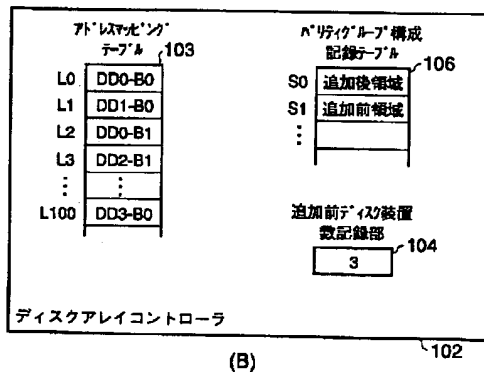 アドレスマッピング
テーブル
103
L0 DD0-B0
L1 DD1-B0
L2 DD0-B1
L3 DD2-B1
⋮ ⋮
L100 DD3-B0
パリティグループ構成
記録テーブル
106
S0 追加後領域
S1 追加前領域
⋮
追加前ディスク装置
数記録部
104
3
ディスクアレイコントローラ
102
(B)